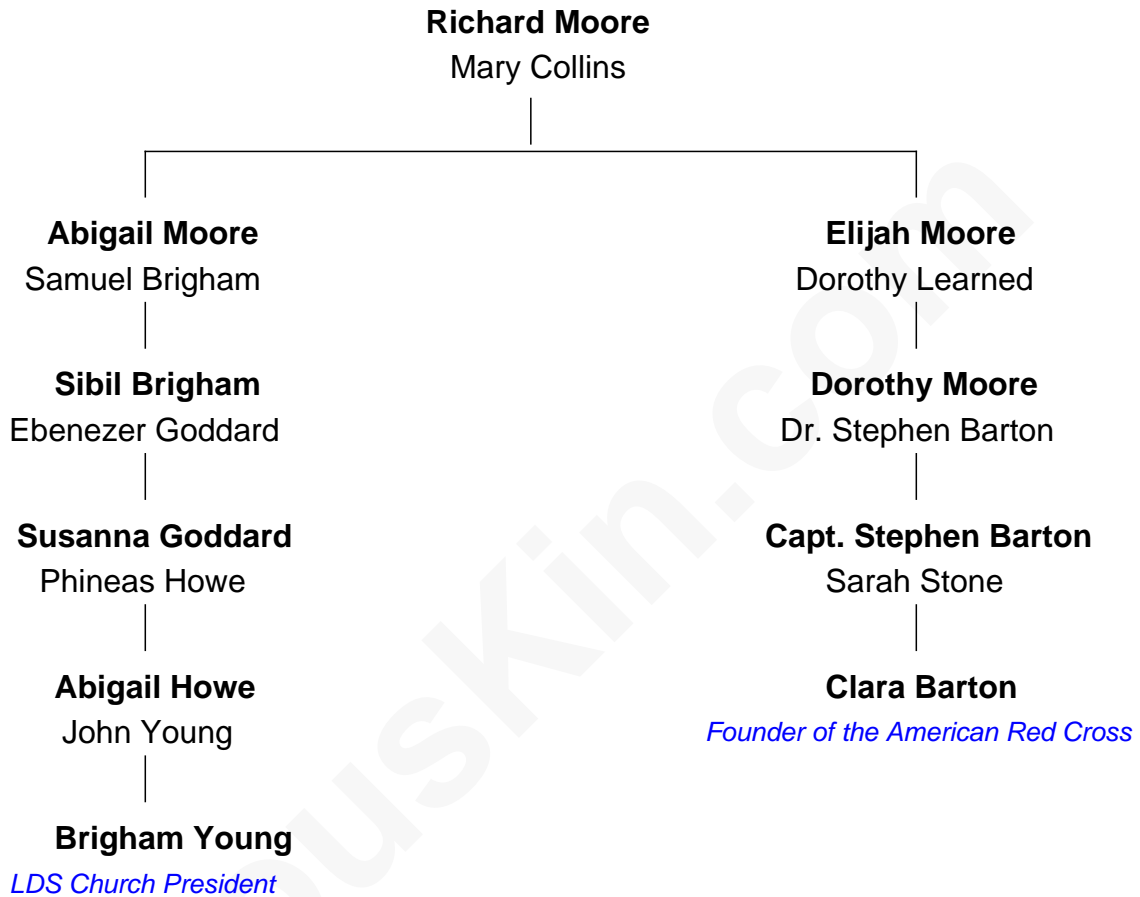 Richard Moore
Mary Collins
Abigail Moore
Samuel Brigham
Elijah Moore
Dorothy Learned
Sibil Brigham
Ebenezer Goddard
Dorothy Moore
Dr. Stephen Barton
Susanna Goddard
Phineas Howe
Capt. Stephen Barton
Sarah Stone
Abigail Howe
John Young
Clara Barton
Founder of the American Red Cross
Brigham Young
LDS Church President